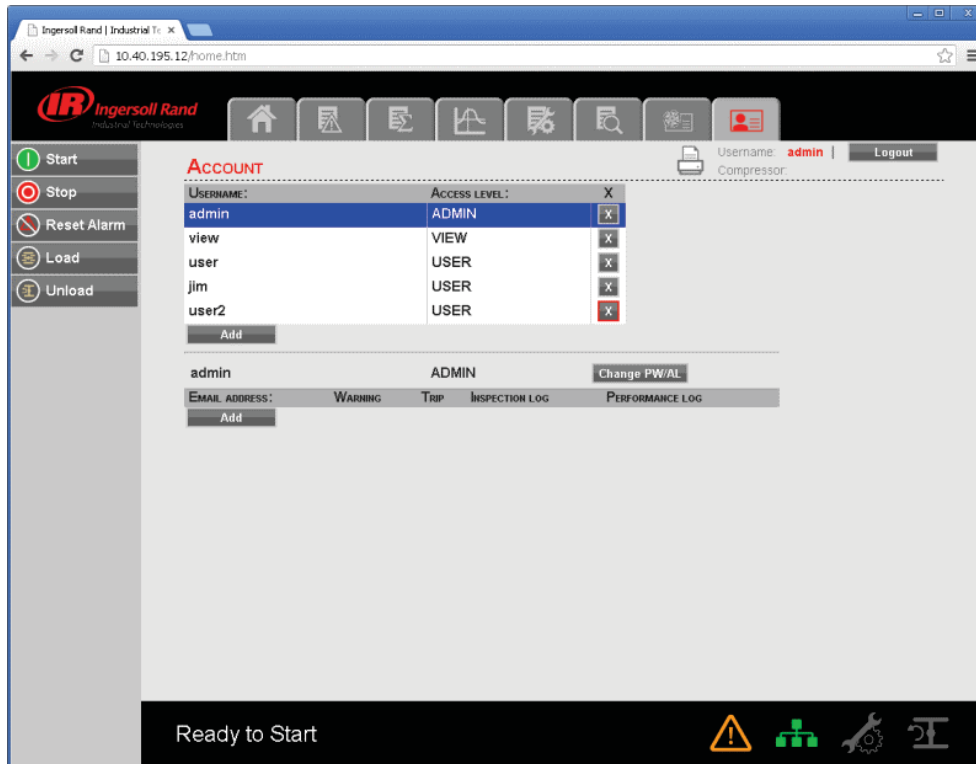 Ingersoll Rand | Industrial Te
10.40.195.12/home.htm
IR Ingersoll Rand
Industrial Technologies
Start
Stop
Reset Alarm
Load
Unload
ACCOUNT
Username: admin | Logout
Compressor:
USERNAME: ACCESS LEVEL: X
admin ADMIN X
view VIEW X
user USER X
jim USER X
user2 USER X
Add
admin ADMIN Change PW/AL
EMAIL ADDRESS: WARNING TRIP INSPECTION LOG PERFORMANCE LOG
Add
Ready to Start